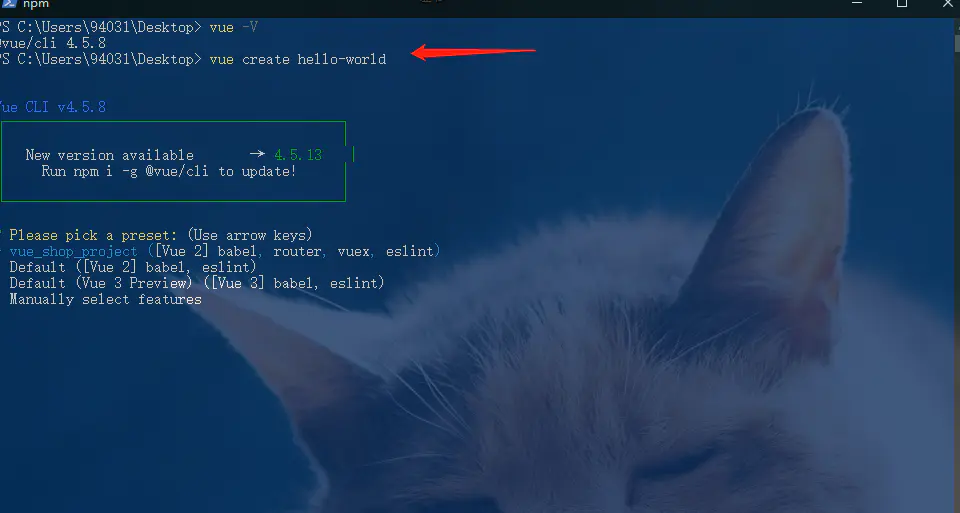 npm
PS C:\Users\94031\Desktop> vue -V
@vue/cli 4.5.8
PS C:\Users\94031\Desktop> vue create hello-world
Vue CLI v4.5.8
New version available → 4.5.13
Run npm i -g @vue/cli to update!
? Please pick a preset: (Use arrow keys)
vue_shop_project ([Vue 2] babel, router, vuex, eslint)
Default ([Vue 2] babel, eslint)
Default (Vue 3 Preview) ([Vue 3] babel, eslint)
Manually select features